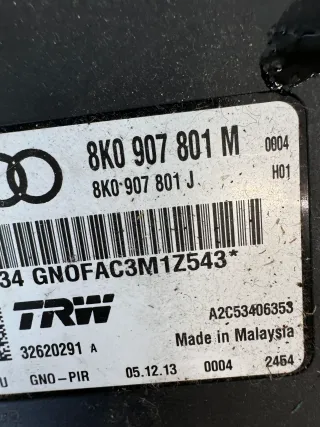 8K0 907 801 M 0004
8K0 907 801 J H01
34 GNOFAC3M1Z543*
TRW A2C53406353
32620291 A Made in Malaysia
U GNO-PIR 05.12.13 0004 2454